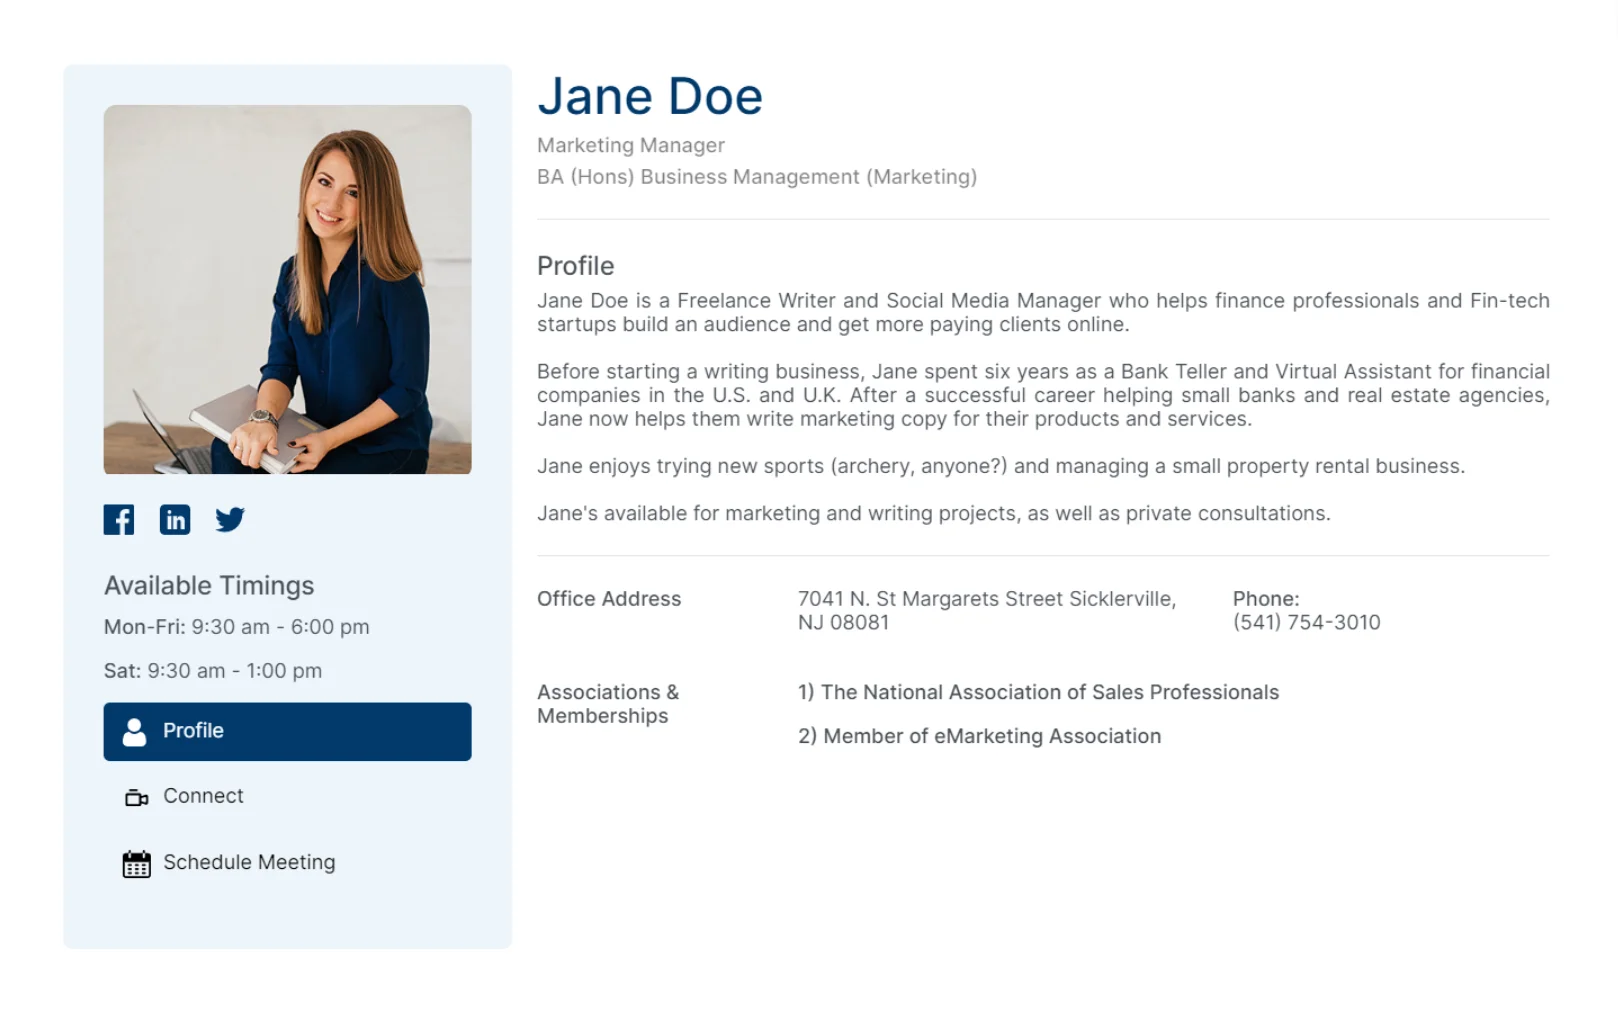 Jane Doe
Marketing Manager
BA (Hons) Business Management (Marketing)
Profile
Jane Doe is a Freelance Writer and Social Media Manager who helps finance professionals and Fin-tech
startups build an audience and get more paying clients online.
Before starting a writing business, Jane spent six years as a Bank Teller and Virtual Assistant for financial
companies in the U.S. and U.K. After a successful career helping small banks and real estate agencies,
Jane now helps them write marketing copy for their products and services.
Jane enjoys trying new sports (archery, anyone?) and managing a small property rental business.
Jane's available for marketing and writing projects, as well as private consultations.
Office Address
7041 N. St Margarets Street Sicklerville,
NJ 08081
Phone:
(541) 754-3010
Associations &
Memberships
1) The National Association of Sales Professionals
2) Member of eMarketing Association
in
Available Timings
Mon-Fri: 9:30 am - 6:00 pm
Sat: 9:30 am - 1:00 pm
Profile
Connect
Schedule Meeting